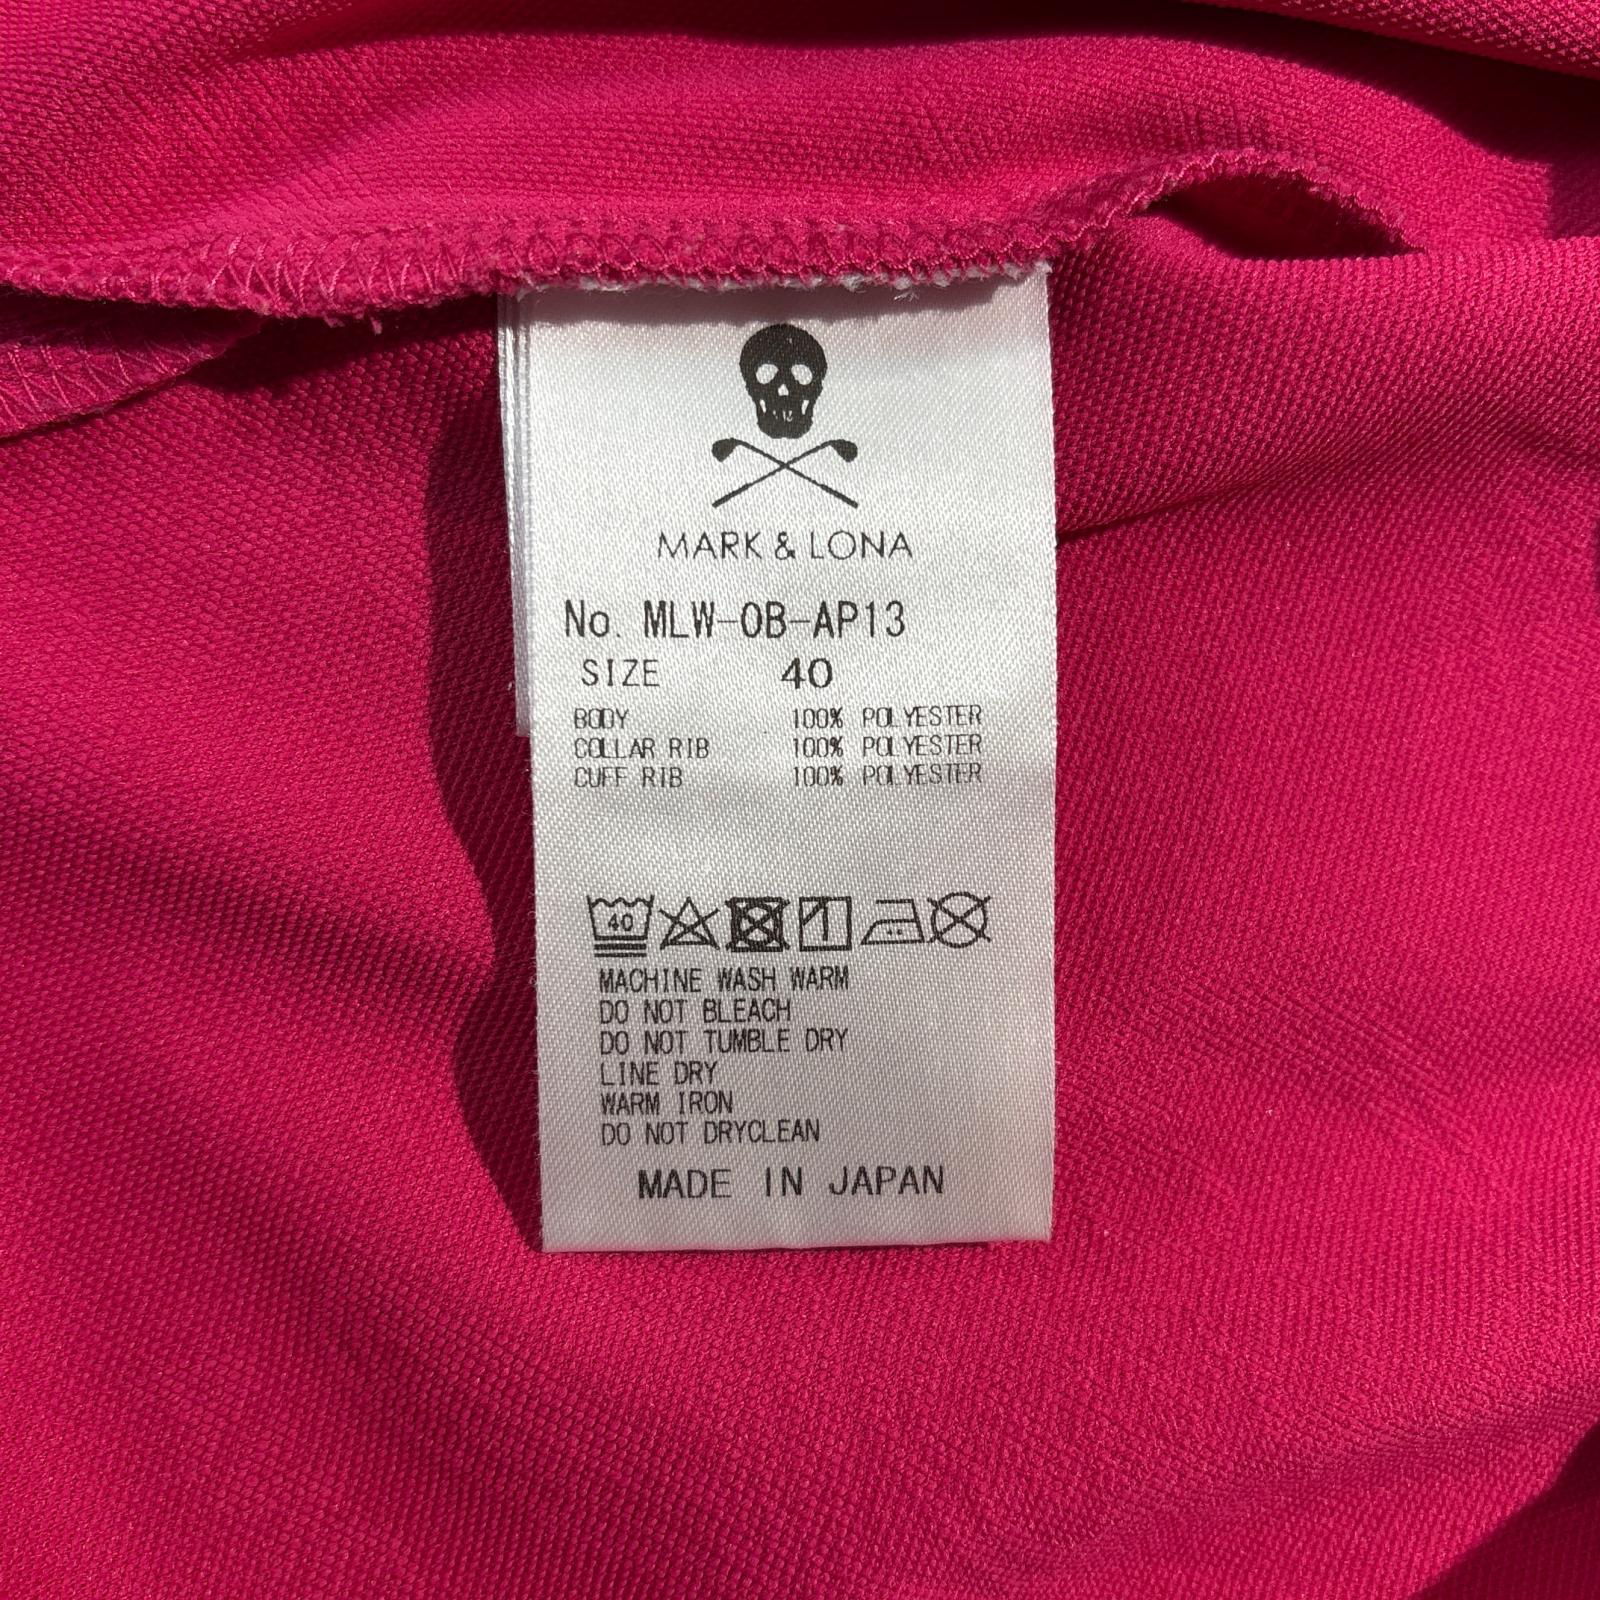 MARK & LONA
No. MLW-0B-AP13
SIZE 40
BODY 100% POLYESTER
COLLAR RIB 100% POLYESTER
CUFF RIB 100% POLYESTER
40
MACHINE WASH WARM
DO NOT BLEACH
DO NOT TUMBLE DRY
LINE DRY
WARM IRON
DO NOT DRYCLEAN
MADE IN JAPAN